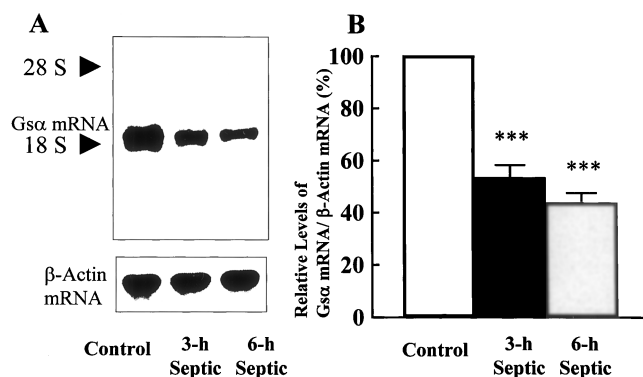 A
28 S
Gsα mRNA
18 S
β-Actin
mRNA
Control
3-h
Septic
6-h
Septic
B
Relative Levels of
Gsα mRNA/ β-Actin mRNA (%)
100
80
60
40
20
0
***
***
Control
3-h
Septic
6-h
Septic